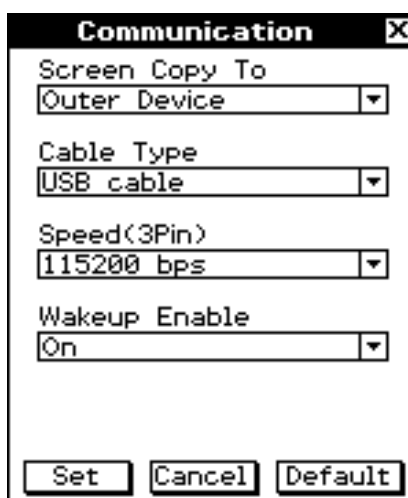 Communication X
Screen Copy To
Outer Device
Cable Type
USB cable
Speed(3Pin)
115200 bps
Wakeup Enable
On
Set Cancel Default